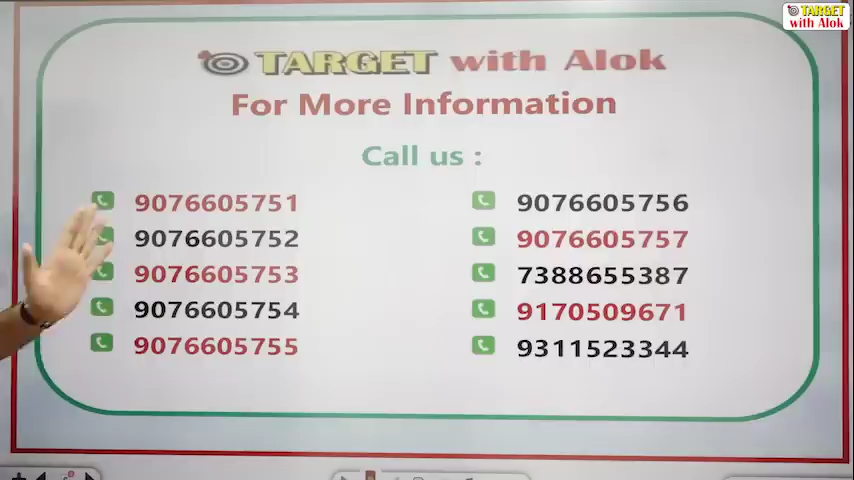 TARGET
with Alok
TARGET with Alok
For More Information
Call us :
9076605751
9076605752
9076605753
9076605754
9076605755
9076605756
9076605757
7388655387
9170509671
9311523344